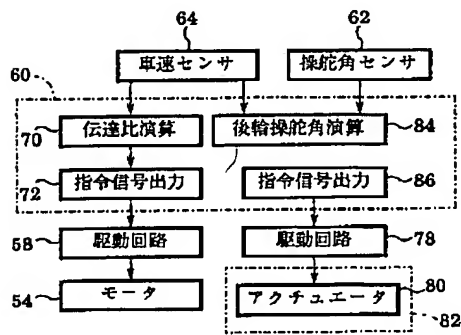 64
62
車速センサ
操舵角センサ
60
70
伝達比演算
後輪操舵角演算
84
72
指令信号出力
指令信号出力
86
58
駆動回路
駆動回路
78
54
モータ
アクチュエータ
80
82